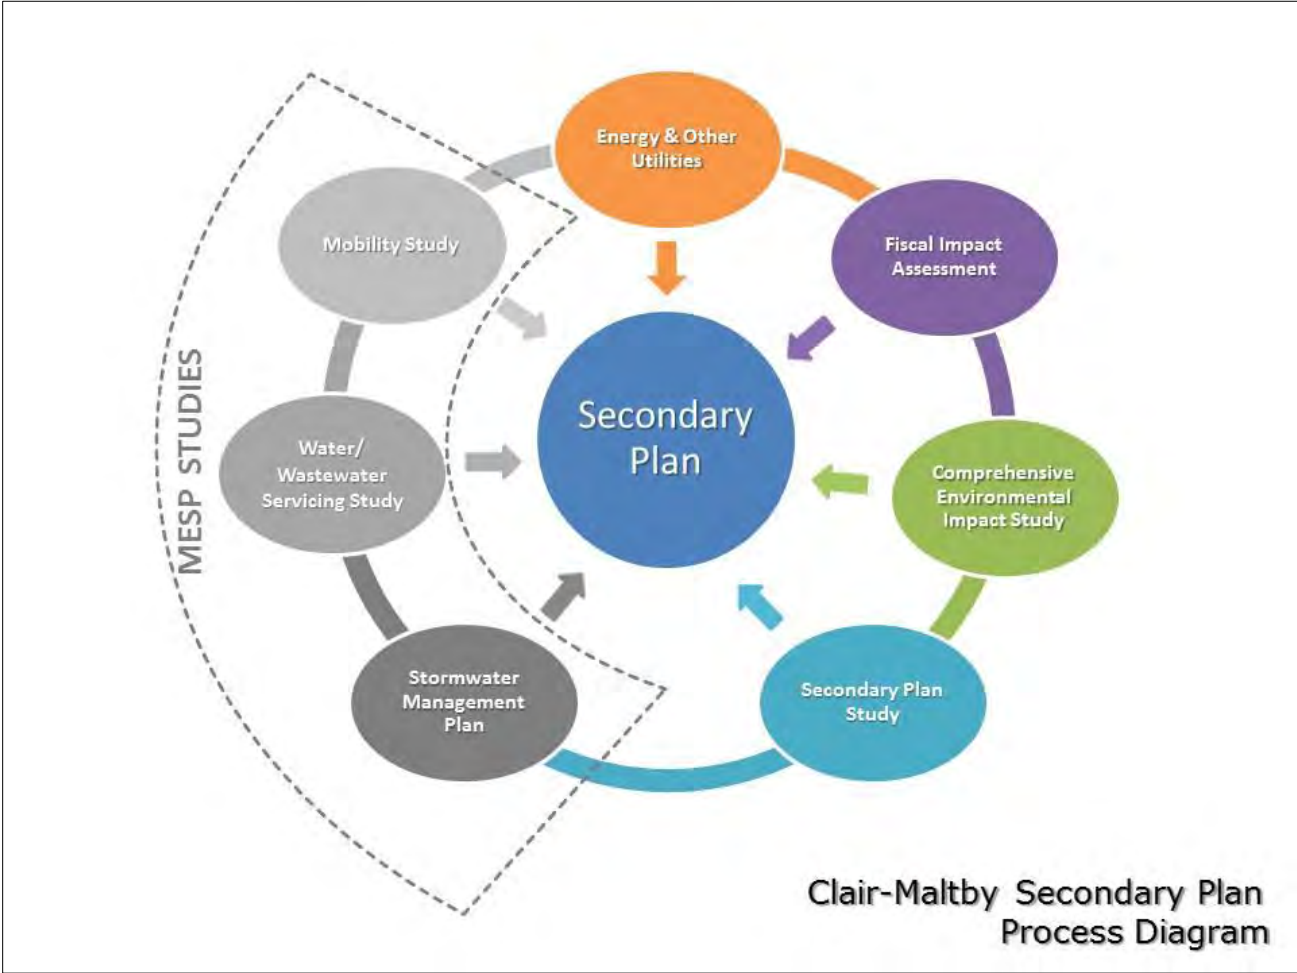 Energy & Other
Utilities
Mobility Study
Fiscal Impact
Assessment
MESP STUDIES
Secondary
Plan
Water/
Wastewater
Servicing Study
Comprehensive
Environmental
Impact Study
Stormwater
Management
Plan
Secondary Plan
Study
Clair-Maltby Secondary Plan
Process Diagram